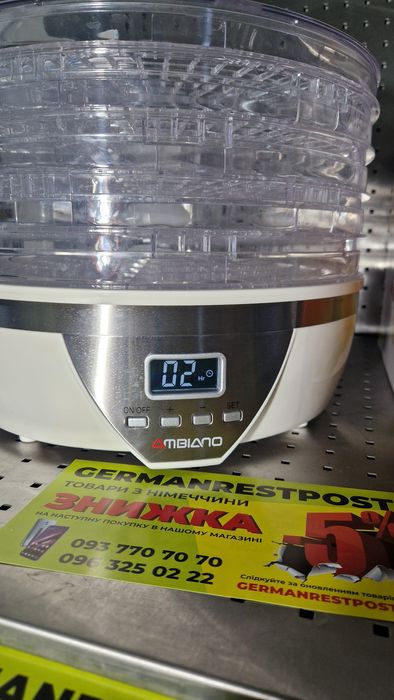 02 Hr
ON/OFF + − SET
AMBIANO
GERMANRESTPOST
ТОВАРИ З НІМЕЧЧИНИ
ЗНИЖКА
НА НАСТУПНУ ПОКУПКУ В НАШОМУ МАГАЗИНІ
-5%
093 770 70 70
096 325 02 22
Слідкуйте за оновленням товарів
GERMANRESTPOST